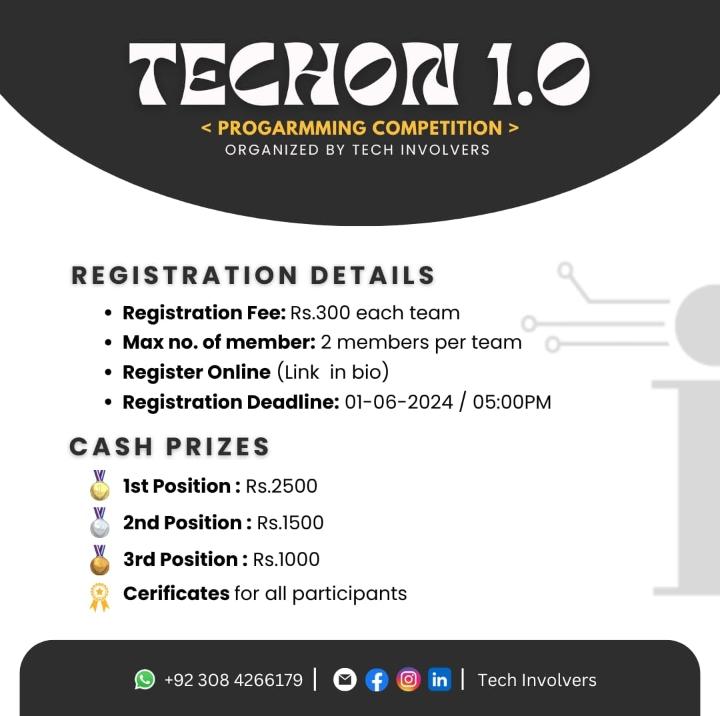 TECHON 1.0
< PROGARMMING COMPETITION >
ORGANIZED BY TECH INVOLVERS
REGISTRATION DETAILS
• Registration Fee: Rs.300 each team
• Max no. of member: 2 members per team
• Register Online (Link in bio)
• Registration Deadline: 01-06-2024 / 05:00PM
CASH PRIZES
1st Position : Rs.2500
2nd Position : Rs.1500
3rd Position : Rs.1000
Cerificates for all participants
+92 308 4266179 | | Tech Involvers